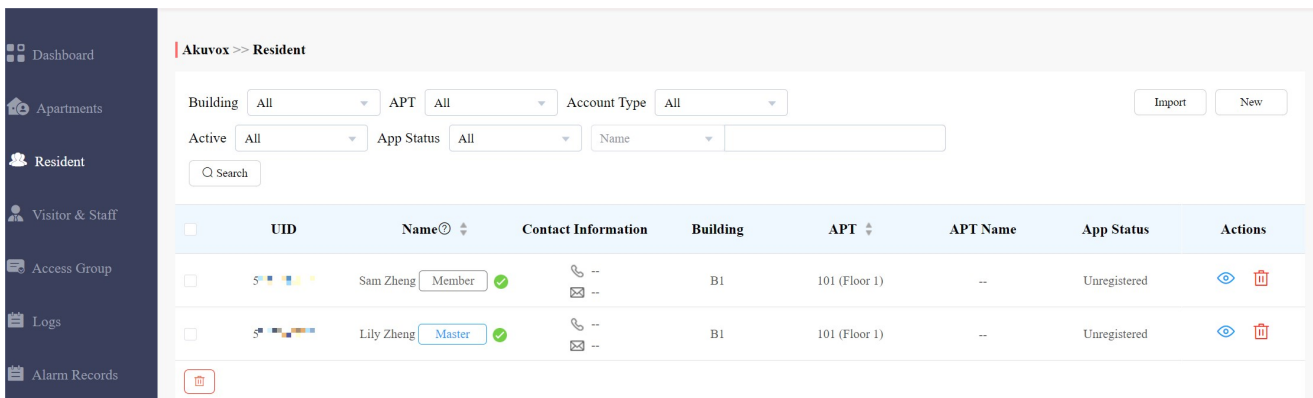 Dashboard
Apartments
Resident
Visitor & Staff
Access Group
Logs
Alarm Records
Akuvox >> Resident
Building All APT All Account Type All Import New
Active All App Status All Name
Search
UID Name Contact Information Building APT APT Name App Status Actions
5 Sam Zheng Member -- B1 101 (Floor 1) -- Unregistered
--
5 Lily Zheng Master -- B1 101 (Floor 1) -- Unregistered
--